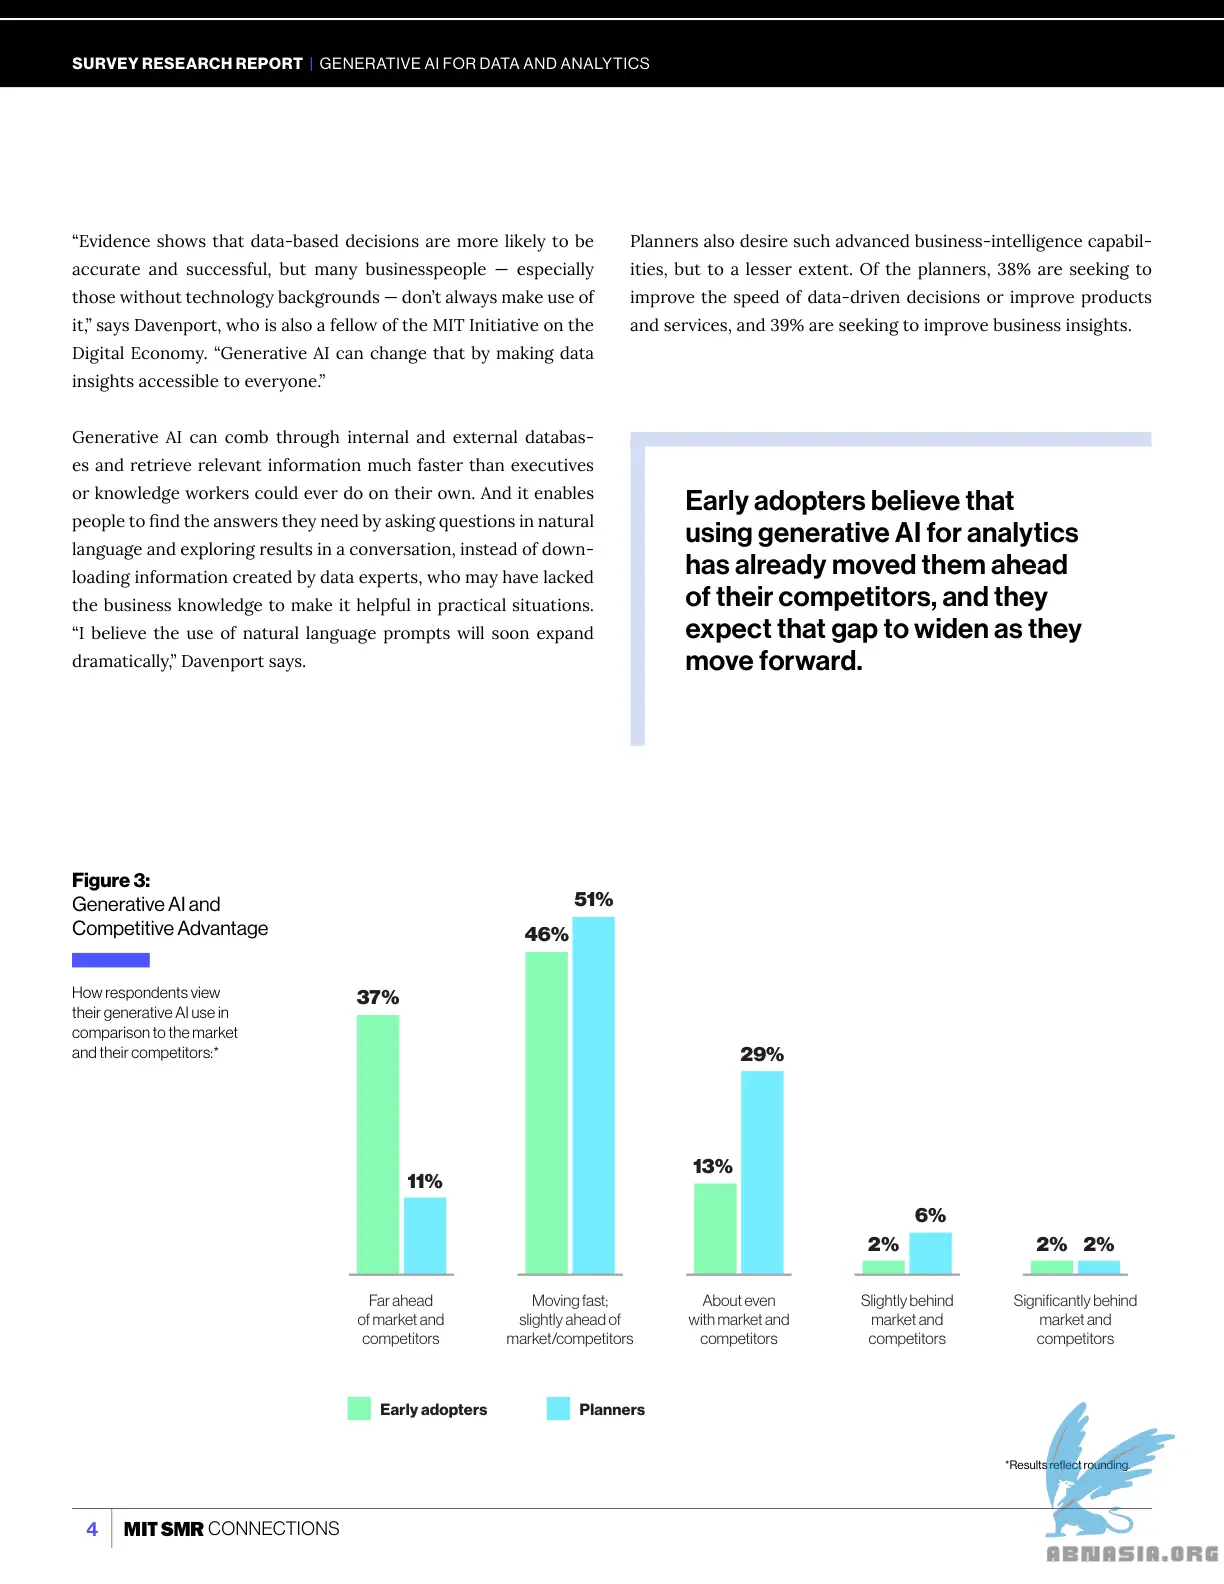 SURVEY RESEARCH REPORT | GENERATIVE AI FOR DATA AND ANALYTICS
“Evidence shows that data-based decisions are more likely to be
accurate and successful, but many businesspeople — especially
those without technology backgrounds — don’t always make use of
it,” says Davenport, who is also a fellow of the MIT Initiative on the
Digital Economy. “Generative AI can change that by making data
insights accessible to everyone.”
Generative AI can comb through internal and external databas-
es and retrieve relevant information much faster than executives
or knowledge workers could ever do on their own. And it enables
people to find the answers they need by asking questions in natural
language and exploring results in a conversation, instead of down-
loading information created by data experts, who may have lacked
the business knowledge to make it helpful in practical situations.
“I believe the use of natural language prompts will soon expand
dramatically,” Davenport says.
Planners also desire such advanced business-intelligence capabil-
ities, but to a lesser extent. Of the planners, 38% are seeking to
improve the speed of data-driven decisions or improve products
and services, and 39% are seeking to improve business insights.
Early adopters believe that
using generative AI for analytics
has already moved them ahead
of their competitors, and they
expect that gap to widen as they
move forward.
Figure 3:
Generative AI and
Competitive Advantage
How respondents view
their generative AI use in
comparison to the market
and their competitors:*
37%
11%
46%
51%
13%
29%
2%
6%
2% 2%
Far ahead
of market and
competitors
Moving fast;
slightly ahead of
market/competitors
About even
with market and
competitors
Slightly behind
market and
competitors
Significantly behind
market and
competitors
Early adopters
Planners
*Results reflect rounding.
4 MIT SMR CONNECTIONS
ABNASIA.ORG